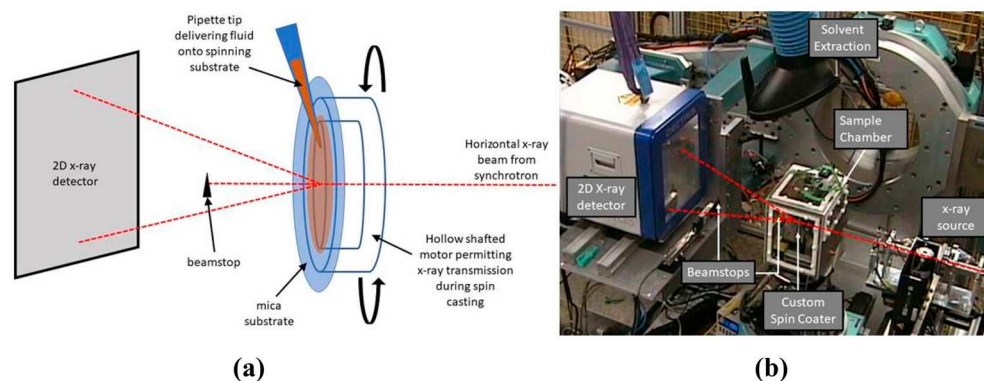 Pipette tip
delivering fluid
onto spinning
substrate
2D x-ray
detector
Horizontal x-ray
beam from
synchrotron
beamstop
mica
substrate
Hollow shafted
motor permitting
x-ray transmission
during spin
casting
(a)
Solvent
Extraction
Sample
Chamber
2D X-ray
detector
x-ray
source
Beamstops
Custom
Spin Coater
(b)